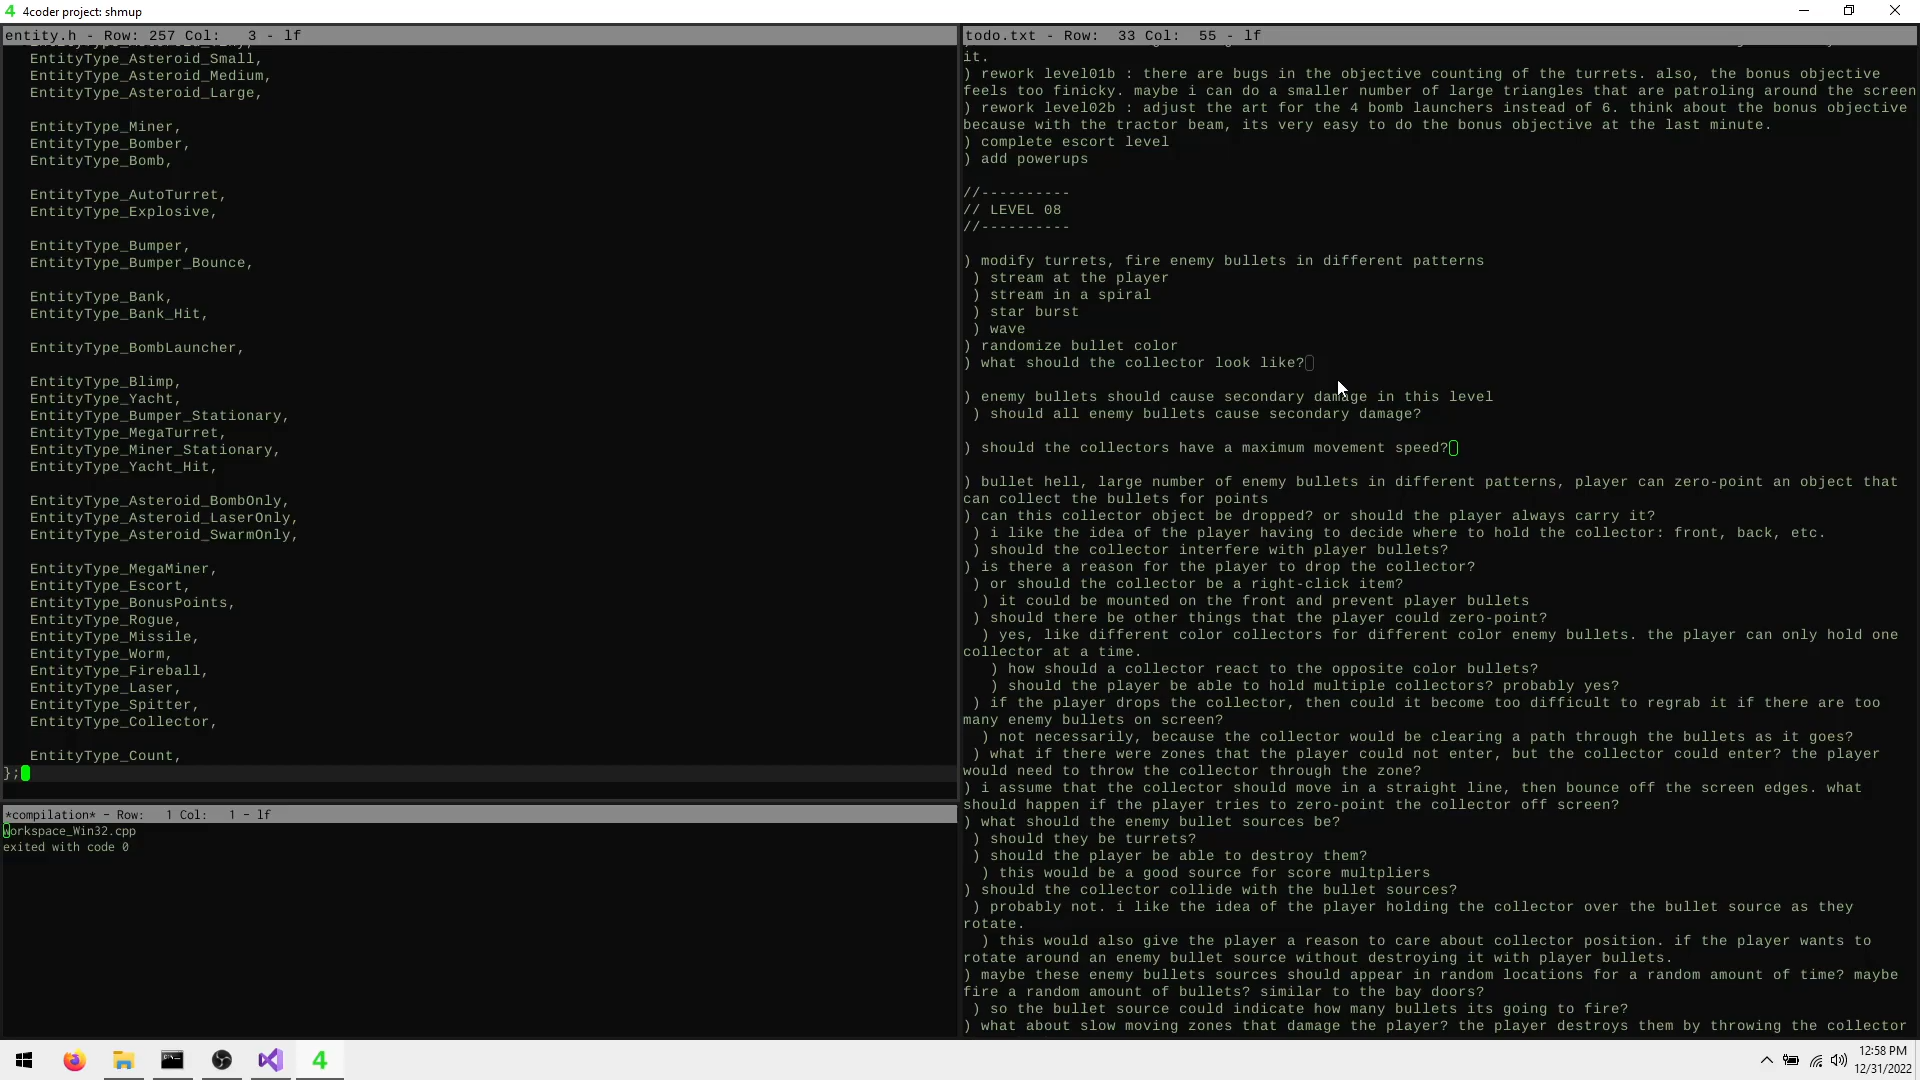 4 4coder project: shmup
entity.h - Row: 257 Col:   3 - lf
EntityType_Asteroid_Small,
EntityType_Asteroid_Medium,
EntityType_Asteroid_Large,
EntityType_Miner,
EntityType_Bomber,
EntityType_Bomb,
EntityType_AutoTurret,
EntityType_Explosive,
EntityType_Bumper,
EntityType_Bumper_Bounce,
EntityType_Bank,
EntityType_Bank_Hit,
EntityType_BombLauncher,
EntityType_Blimp,
EntityType_Yacht,
EntityType_Bumper_Stationary,
EntityType_MegaTurret,
EntityType_Miner_Stationary,
EntityType_Yacht_Hit,
EntityType_Asteroid_BombOnly,
EntityType_Asteroid_LaserOnly,
EntityType_Asteroid_SwarmOnly,
EntityType_MegaMiner,
EntityType_Escort,
EntityType_BonusPoints,
EntityType_Rogue,
EntityType_Missile,
EntityType_Worm,
EntityType_Fireball,
EntityType_Laser,
EntityType_Spitter,
EntityType_Collector,
EntityType_Count,
};
*compilation* - Row:   1 Col:   1 - lf
workspace_Win32.cpp
exited with code 0
todo.txt - Row:  33 Col:  55 - lf
it.
) rework level01b : there are bugs in the objective counting of the turrets. also, the bonus objective
feels too finicky. maybe i can do a smaller number of large triangles that are patroling around the screen
) rework level02b : adjust the art for the 4 bomb launchers instead of 6. think about the bonus objective
because with the tractor beam, its very easy to do the bonus objective at the last minute.
) complete escort level
) add powerups
//----------
// LEVEL 08
//----------
) modify turrets, fire enemy bullets in different patterns
) stream at the player
) stream in a spiral
) star burst
) wave
) randomize bullet color
) what should the collector look like?
) enemy bullets should cause secondary damage in this level
) should all enemy bullets cause secondary damage?
) should the collectors have a maximum movement speed?
) bullet hell, large number of enemy bullets in different patterns, player can zero-point an object that
can collect the bullets for points
) can this collector object be dropped? or should the player always carry it?
) i like the idea of the player having to decide where to hold the collector: front, back, etc.
) should the collector interfere with player bullets?
) is there a reason for the player to drop the collector?
) or should the collector be a right-click item?
) it could be mounted on the front and prevent player bullets
) should there be other things that the player could zero-point?
) yes, like different color collectors for different color enemy bullets. the player can only hold one
collector at a time.
) how should a collector react to the opposite color bullets?
) should the player be able to hold multiple collectors? probably yes?
) if the player drops the collector, then could it become too difficult to regrab it if there are too
many enemy bullets on screen?
) not necessarily, because the collector would be clearing a path through the bullets as it goes?
) what if there were zones that the player could not enter, but the collector could enter? the player
would need to throw the collector through the zone?
) i assume that the collector should move in a straight line, then bounce off the screen edges. what
should happen if the player tries to zero-point the collector off screen?
) what should the enemy bullet sources be?
) should they be turrets?
) should the player be able to destroy them?
) this would be a good source for score multpliers
) should the collector collide with the bullet sources?
) probably not. i like the idea of the player holding the collector over the bullet source as they
rotate.
) this would also give the player a reason to care about collector position. if the player wants to
rotate around an enemy bullet source without destroying it with player bullets.
) maybe these enemy bullets sources should appear in random locations for a random amount of time? maybe
fire a random amount of bullets? similar to the bay doors?
) so the bullet source could indicate how many bullets its going to fire?
) what about slow moving zones that damage the player? the player destroys them by throwing the collector
4
12:58 PM
12/31/2022